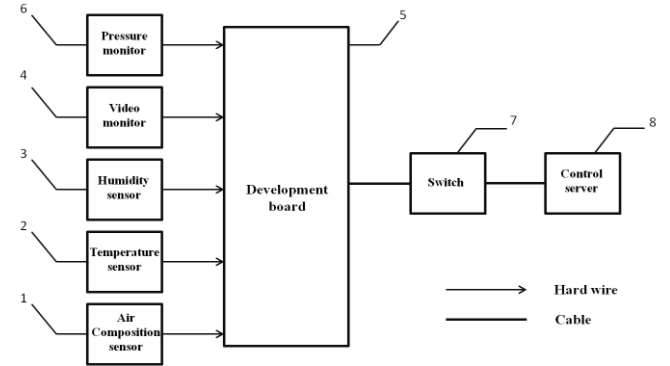 6
Pressure
monitor
5
4
Video
monitor
3
Humidity
sensor
2
Temperature
sensor
1
Air
Composition
sensor
Development
board
7
Switch
8
Control
server
Hard wire
Cable